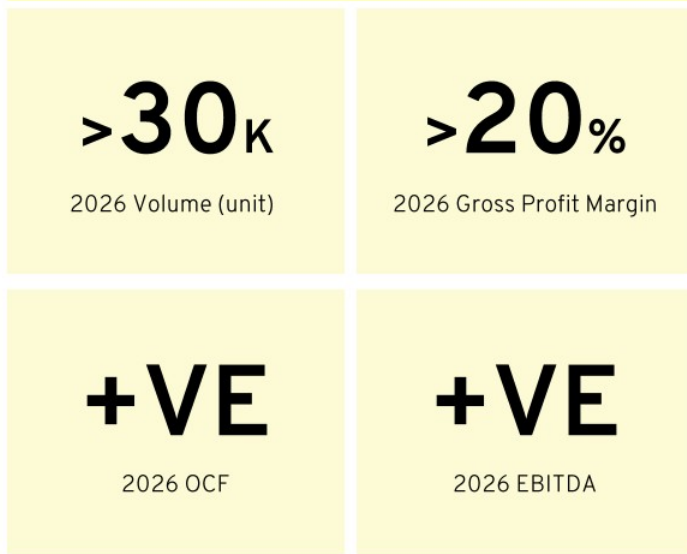 >30K
2026 Volume (unit)
>20%
2026 Gross Profit Margin
+VE
2026 OCF
+VE
2026 EBITDA